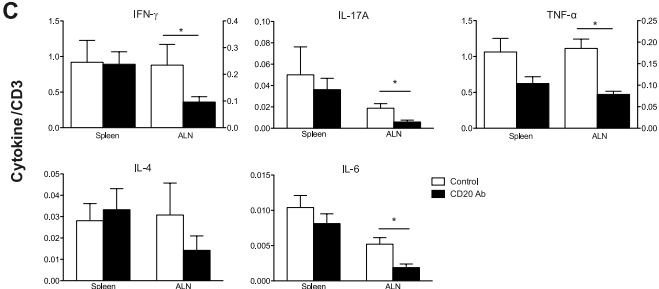 C
Cytokine/CD3
IFN-γ
1.5
1.0
0.5
0.0
0.4
0.3
0.2
0.1
0.0
*
Spleen
ALN
IL-17A
0.10
0.08
0.06
0.04
0.02
0.00
*
Spleen
ALN
TNF-α
1.5
1.0
0.5
0.0
0.25
0.20
0.15
0.10
0.05
0.00
*
Spleen
ALN
IL-4
0.05
0.04
0.03
0.02
0.01
0.00
Spleen
ALN
IL-6
0.015
0.010
0.005
0.000
*
Spleen
ALN
Control
CD20 Ab